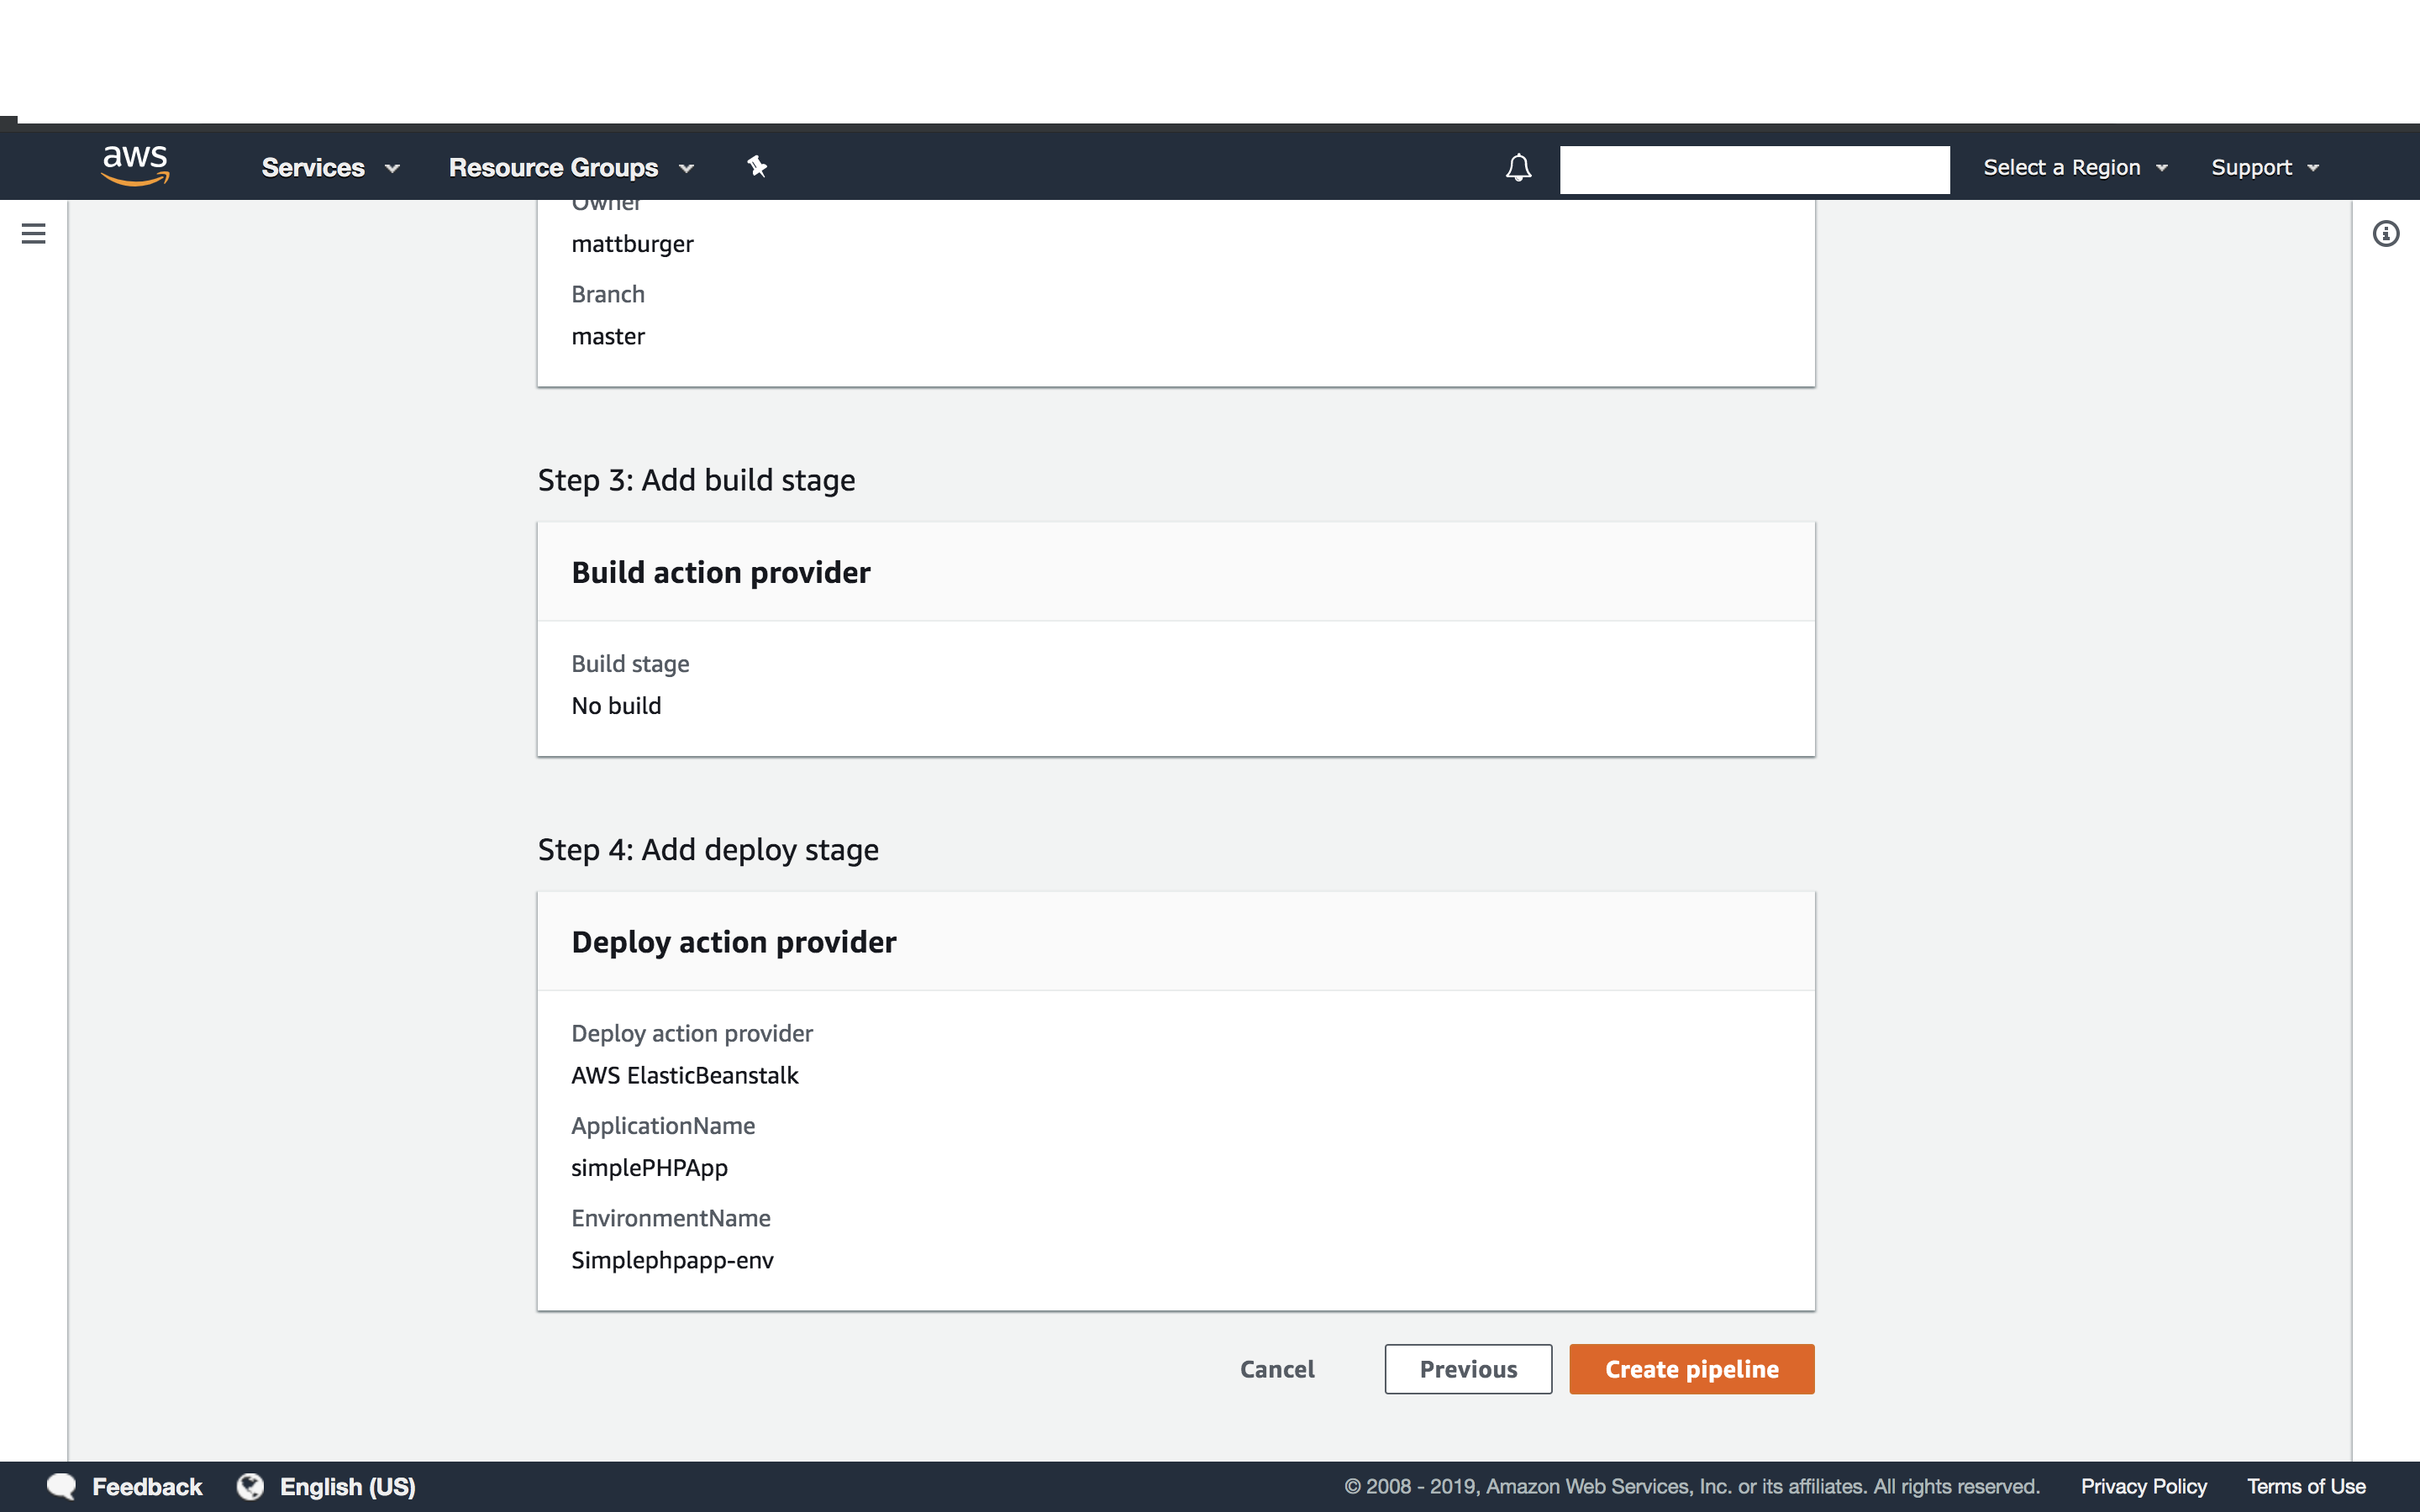 aws Services Resource Groups Select a Region Support
Owner
mattburger
Branch
master
Step 3: Add build stage
Build action provider
Build stage
No build
Step 4: Add deploy stage
Deploy action provider
Deploy action provider
AWS ElasticBeanstalk
ApplicationName
simplePHPApp
EnvironmentName
Simplephpapp-env
Cancel Previous Create pipeline
Feedback English (US) © 2008 - 2019, Amazon Web Services, Inc. or its affiliates. All rights reserved. Privacy Policy Terms of Use